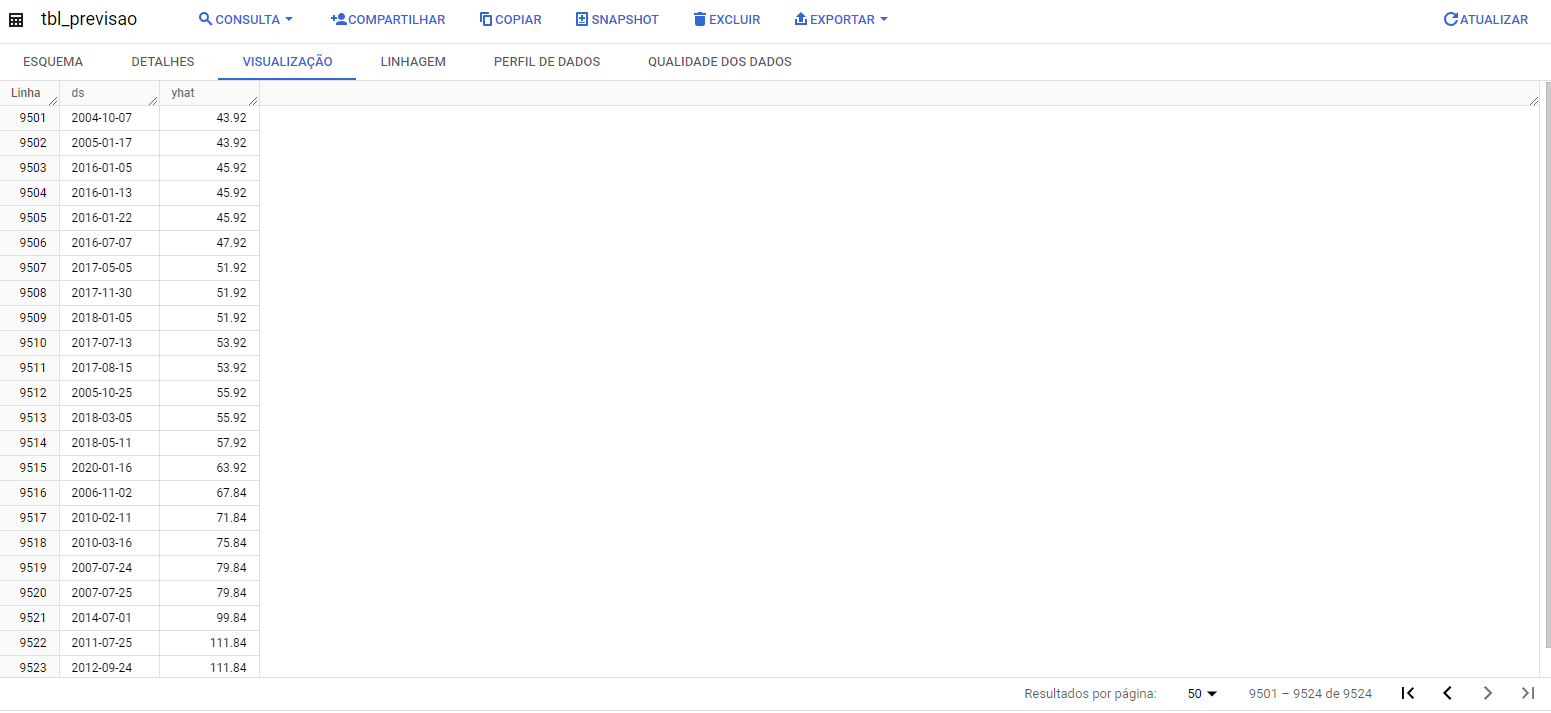 tbl_previsao CONSULTA COMPARTILHAR COPIAR SNAPSHOT EXCLUIR EXPORTAR ATUALIZAR
ESQUEMA DETALHES VISUALIZAÇÃO LINHAGEM PERFIL DE DADOS QUALIDADE DOS DADOS
Linha ds yhat
9501 2004-10-07 43.92
9502 2005-01-17 43.92
9503 2016-01-05 45.92
9504 2016-01-13 45.92
9505 2016-01-22 45.92
9506 2016-07-07 47.92
9507 2017-05-05 51.92
9508 2017-11-30 51.92
9509 2018-01-05 51.92
9510 2017-07-13 53.92
9511 2017-08-15 53.92
9512 2005-10-25 55.92
9513 2018-03-05 55.92
9514 2018-05-11 57.92
9515 2020-01-16 63.92
9516 2006-11-02 67.84
9517 2010-02-11 71.84
9518 2010-03-16 75.84
9519 2007-07-24 79.84
9520 2007-07-25 79.84
9521 2014-07-01 99.84
9522 2011-07-25 111.84
9523 2012-09-24 111.84
Resultados por página: 50 9501 – 9524 de 9524